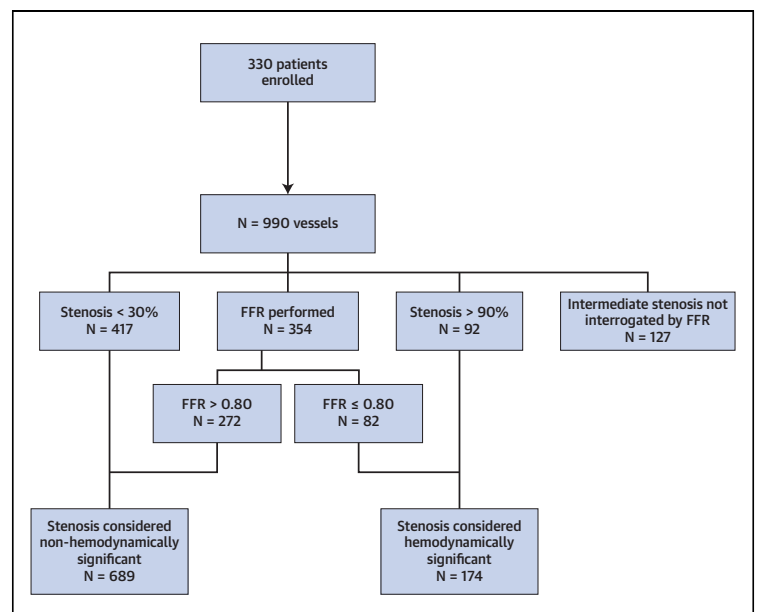 330 patients
enrolled
N = 990 vessels
Stenosis < 30%
N = 417
FFR performed
N = 354
Stenosis > 90%
N = 92
Intermediate stenosis not
interrogated by FFR
N = 127
FFR > 0.80
N = 272
FFR ≤ 0.80
N = 82
Stenosis considered
non-hemodynamically
significant
N = 689
Stenosis considered
hemodynamically
significant
N = 174